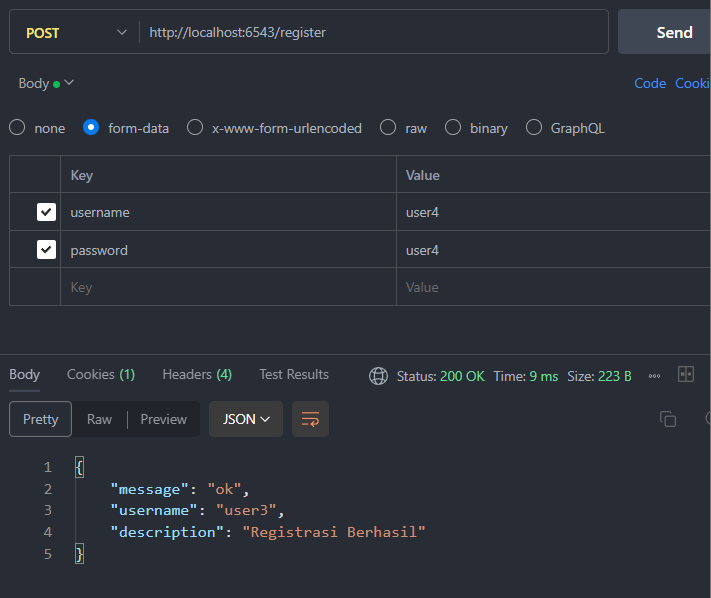 POST http://localhost:6543/register Send
Body Code Cooki
none form-data x-www-form-urlencoded raw binary GraphQL
Key Value
username user4
password user4
Key Value
Body Cookies (1) Headers (4) Test Results Status: 200 OK Time: 9 ms Size: 223 B
Pretty Raw Preview JSON
1 {
2 "message": "ok",
3 "username": "user3",
4 "description": "Registrasi Berhasil"
5 }